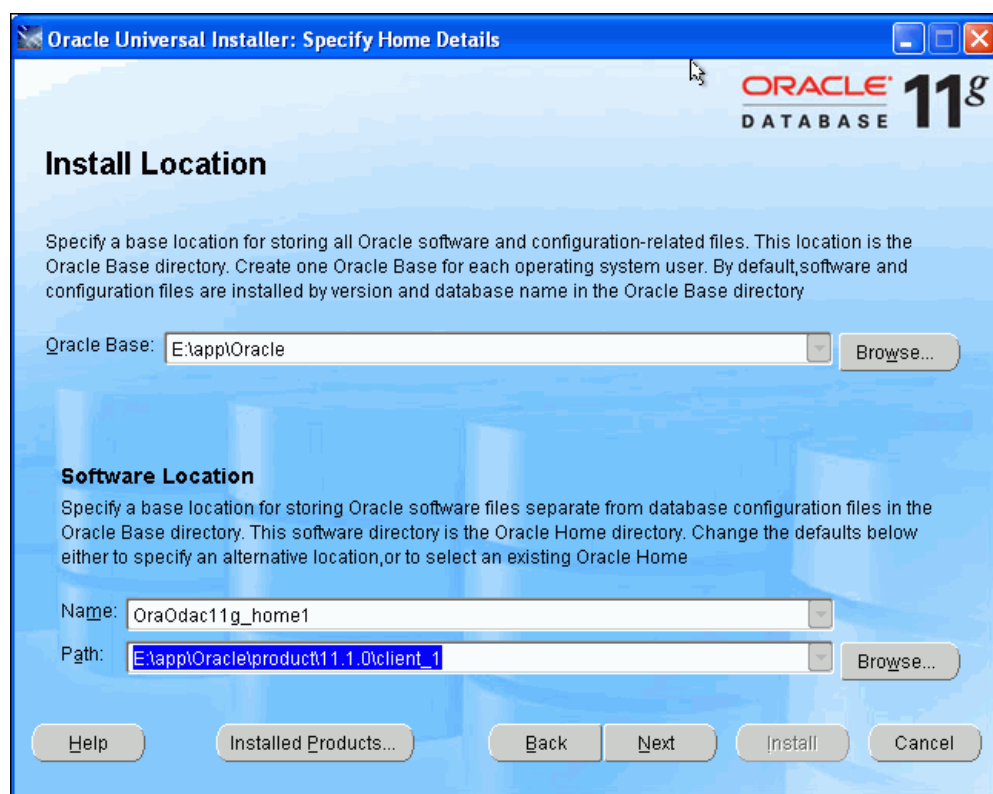 Oracle Universal Installer: Specify Home Details
ORACLE DATABASE 11g
Install Location
Specify a base location for storing all Oracle software and configuration-related files. This location is the
Oracle Base directory. Create one Oracle Base for each operating system user. By default,software and
configuration files are installed by version and database name in the Oracle Base directory
Oracle Base: E:\app\Oracle Browse...
Software Location
Specify a base location for storing Oracle software files separate from database configuration files in the
Oracle Base directory. This software directory is the Oracle Home directory. Change the defaults below
either to specify an alternative location,or to select an existing Oracle Home
Name: OraOdac11g_home1
Path: E:\app\Oracle\product\11.1.0\client_1 Browse...
Help Installed Products... Back Next Install Cancel